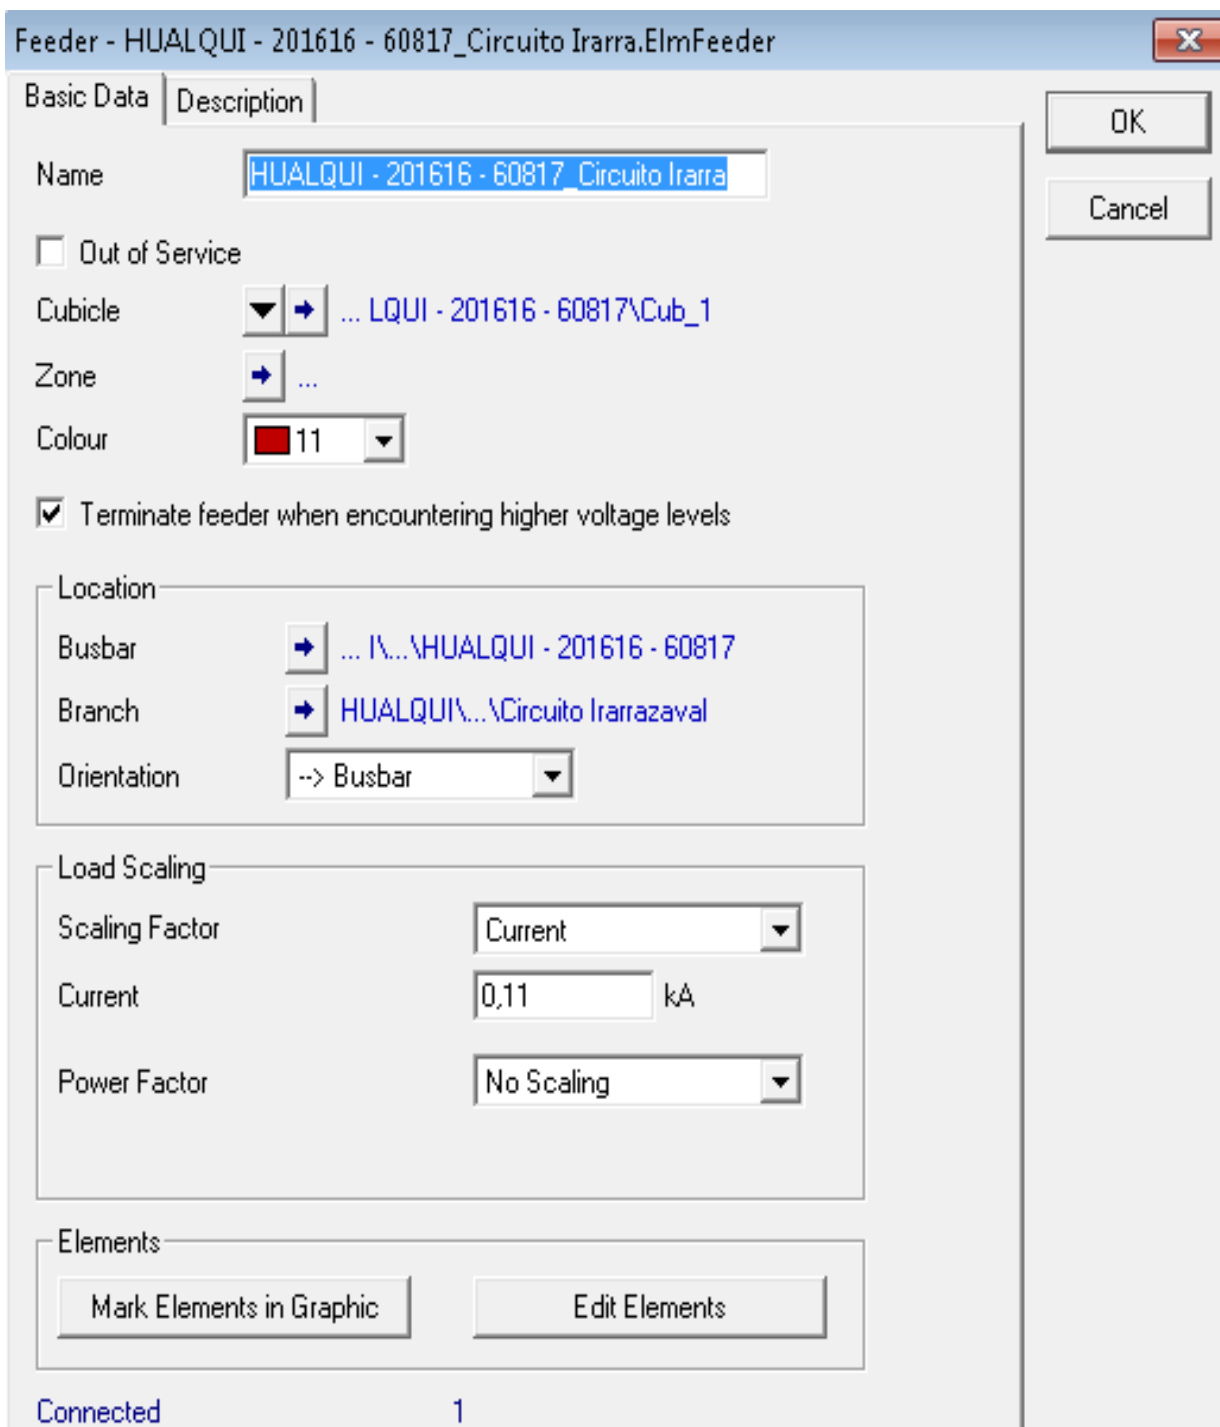 Feeder - HUALQUI - 201616 - 60817_Circuito Irarra.ElmFeeder
Basic Data Description
OK
Name HUALQUI - 201616 - 60817_Circuito Irarra
Cancel
Out of Service
Cubicle ... LQUI - 201616 - 60817\Cub_1
Zone ...
Colour 11
Terminate feeder when encountering higher voltage levels
Location
Busbar ... I\...\HUALQUI - 201616 - 60817
Branch HUALQUI\...\Circuito Irarrazaval
Orientation --> Busbar
Load Scaling
Scaling Factor Current
Current 0,11 kA
Power Factor No Scaling
Elements
Mark Elements in Graphic Edit Elements
Connected 1